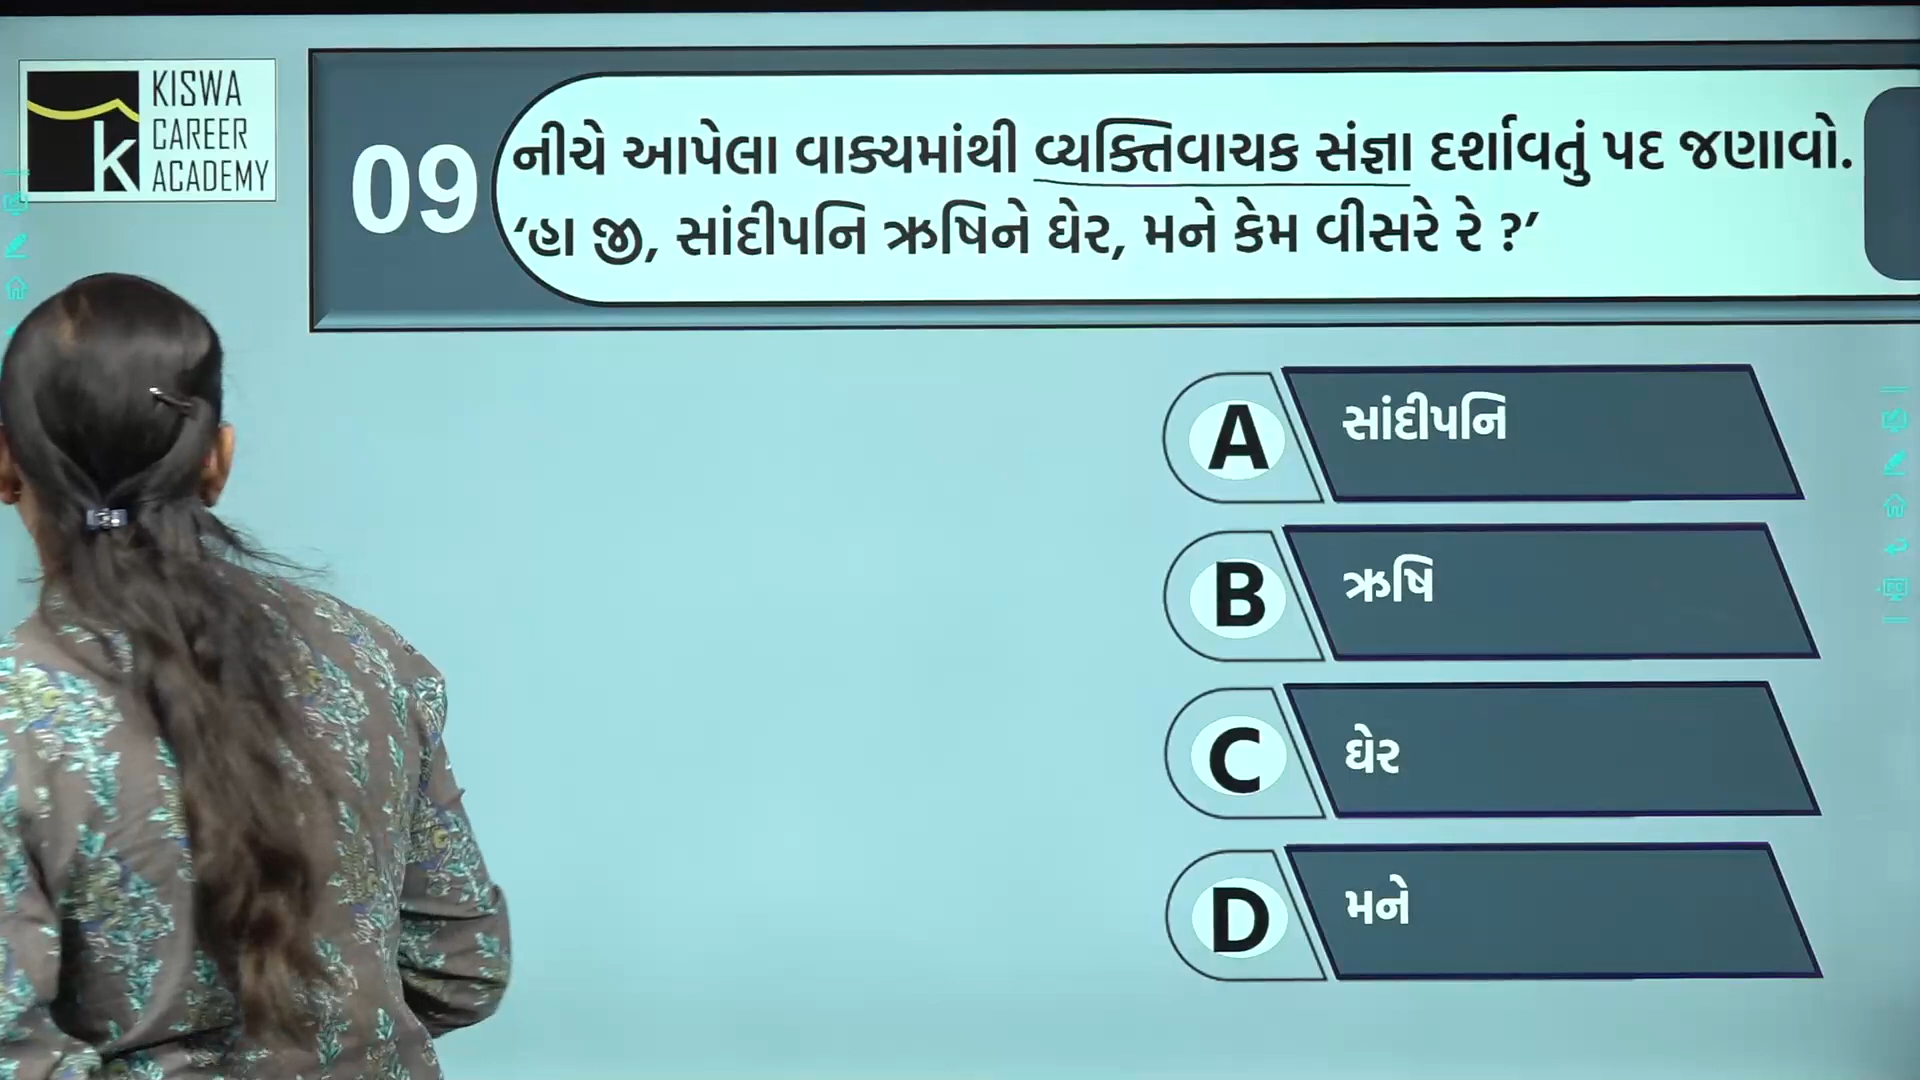 KISWA
CAREER
ACADEMY
k
09
નીચે આપેલા વાક્યમાંથી વ્યક્તિવાચક સંજ્ઞા દર્શાવતું પદ જણાવો.
‘હા જી, સાંદીપનિ ઋષિને ઘેર, મને કેમ વીસરે રે ?’
A સાંદીપનિ
B ઋષિ
C ઘેર
D મને